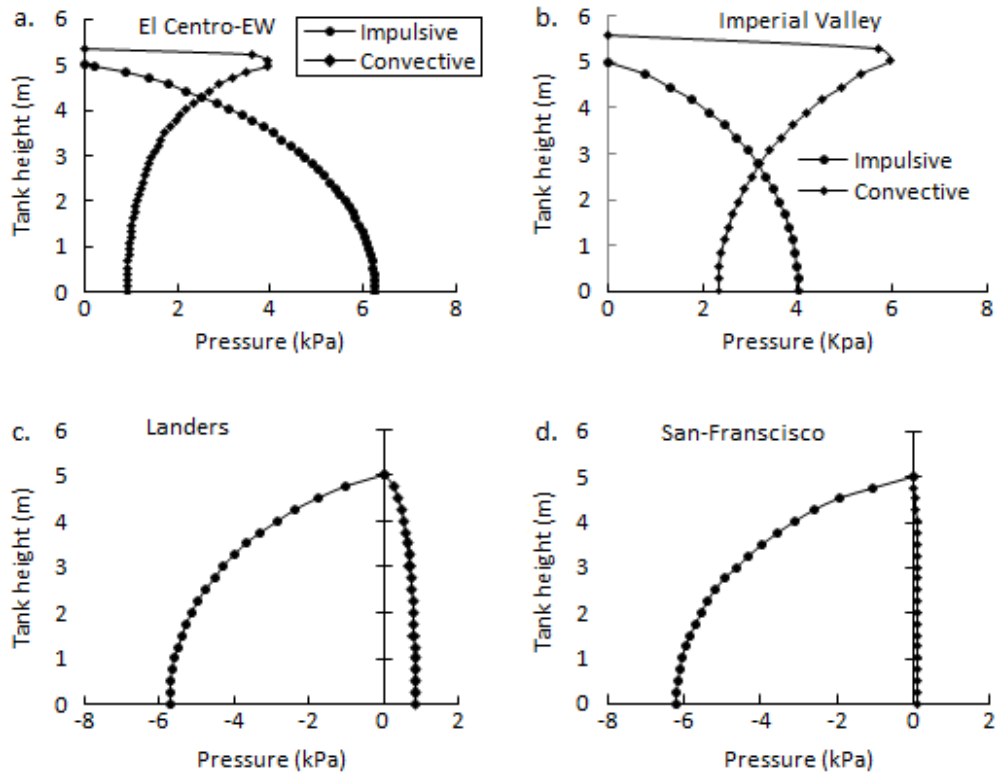 a.
El Centro-EW
Impulsive
Convective
Tank height (m)
6
5
4
3
2
1
0
0 2 4 6 8
Pressure (kPa)
b.
Imperial Valley
Impulsive
Convective
Tank height (m)
6
5
4
3
2
1
0
0 2 4 6 8
Pressure (Kpa)
c.
Landers
Tank height (m)
6
5
4
3
2
1
0
-8 -6 -4 -2 0 2
Pressure (kPa)
d.
San-Franscisco
Tank height (m)
6
5
4
3
2
1
0
-8 -6 -4 -2 0 2
Pressure (kPa)